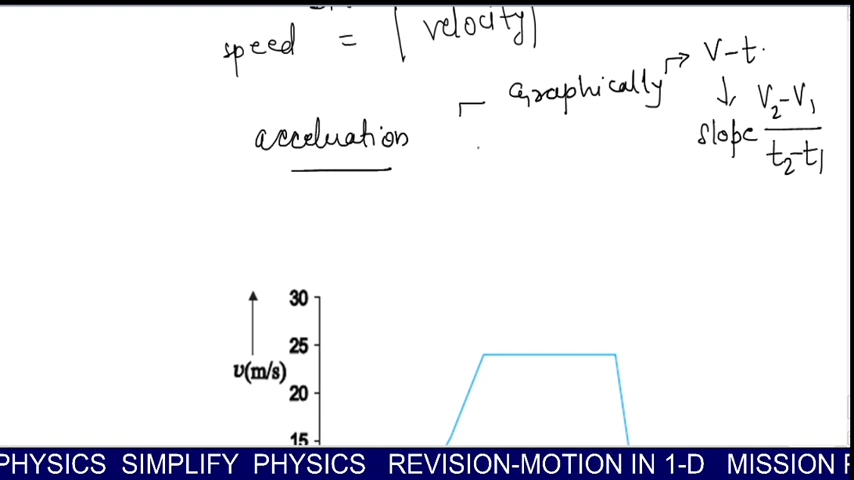 speed = | velocity |
Graphically → V-t.
acceleration
slope V2-V1 / t2-t1
30
25
v(m/s)
20
15
PHYSICS SIMPLIFY PHYSICS REVISION-MOTION IN 1-D MISSION